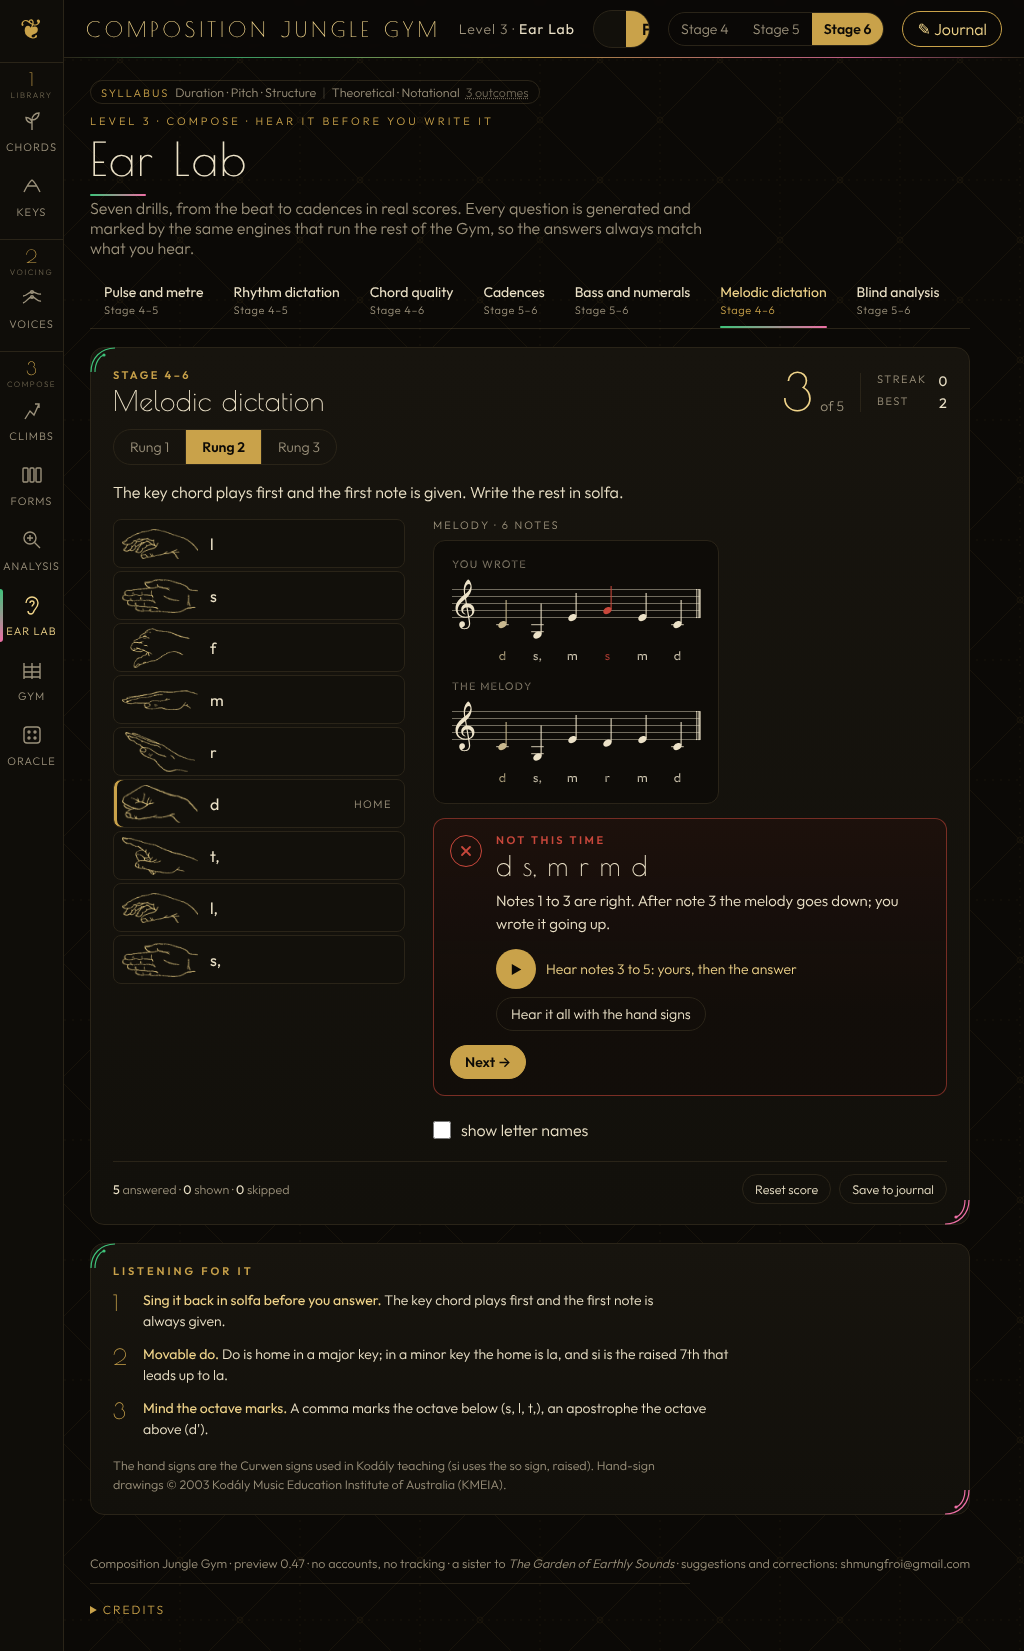 COMPOSITION JUNGLE GYM
Level 3 · Ear Lab
Stage 4
Stage 5
Stage 6
✎ Journal
1
LIBRARY
CHORDS
KEYS
2
VOICING
VOICES
3
COMPOSE
CLIMBS
FORMS
ANALYSIS
EAR LAB
GYM
ORACLE
SYLLABUS Duration · Pitch · Structure | Theoretical · Notational 3 outcomes
LEVEL 3 · COMPOSE · HEAR IT BEFORE YOU WRITE IT
Ear Lab
Seven drills, from the beat to cadences in real scores. Every question is generated and
marked by the same engines that run the rest of the Gym, so the answers always match
what you hear.
Pulse and metre
Stage 4–5
Rhythm dictation
Stage 4–5
Chord quality
Stage 4–6
Cadences
Stage 5–6
Bass and numerals
Stage 5–6
Melodic dictation
Stage 4–6
Blind analysis
Stage 5–6
STAGE 4–6
Melodic dictation
3 of 5
STREAK 0
BEST 2
Rung 1
Rung 2
Rung 3
The key chord plays first and the first note is given. Write the rest in solfa.
l
s
f
m
r
d HOME
t,
l,
s,
MELODY · 6 NOTES
YOU WROTE
d s, m s m d
THE MELODY
d s, m r m d
NOT THIS TIME
d s, m r m d
Notes 1 to 3 are right. After note 3 the melody goes down; you
wrote it going up.
Hear notes 3 to 5: yours, then the answer
Hear it all with the hand signs
Next →
show letter names
5 answered · 0 shown · 0 skipped
Reset score
Save to journal
LISTENING FOR IT
1 Sing it back in solfa before you answer. The key chord plays first and the first note is
always given.
2 Movable do. Do is home in a major key; in a minor key the home is la, and si is the raised 7th that
leads up to la.
3 Mind the octave marks. A comma marks the octave below (s, l, t,), an apostrophe the octave
above (d').
The hand signs are the Curwen signs used in Kodály teaching (si uses the so sign, raised). Hand-sign
drawings © 2003 Kodály Music Education Institute of Australia (KMEIA).
Composition Jungle Gym · preview 0.47 · no accounts, no tracking · a sister to The Garden of Earthly Sounds · suggestions and corrections: shmungfroi@gmail.com
CREDITS